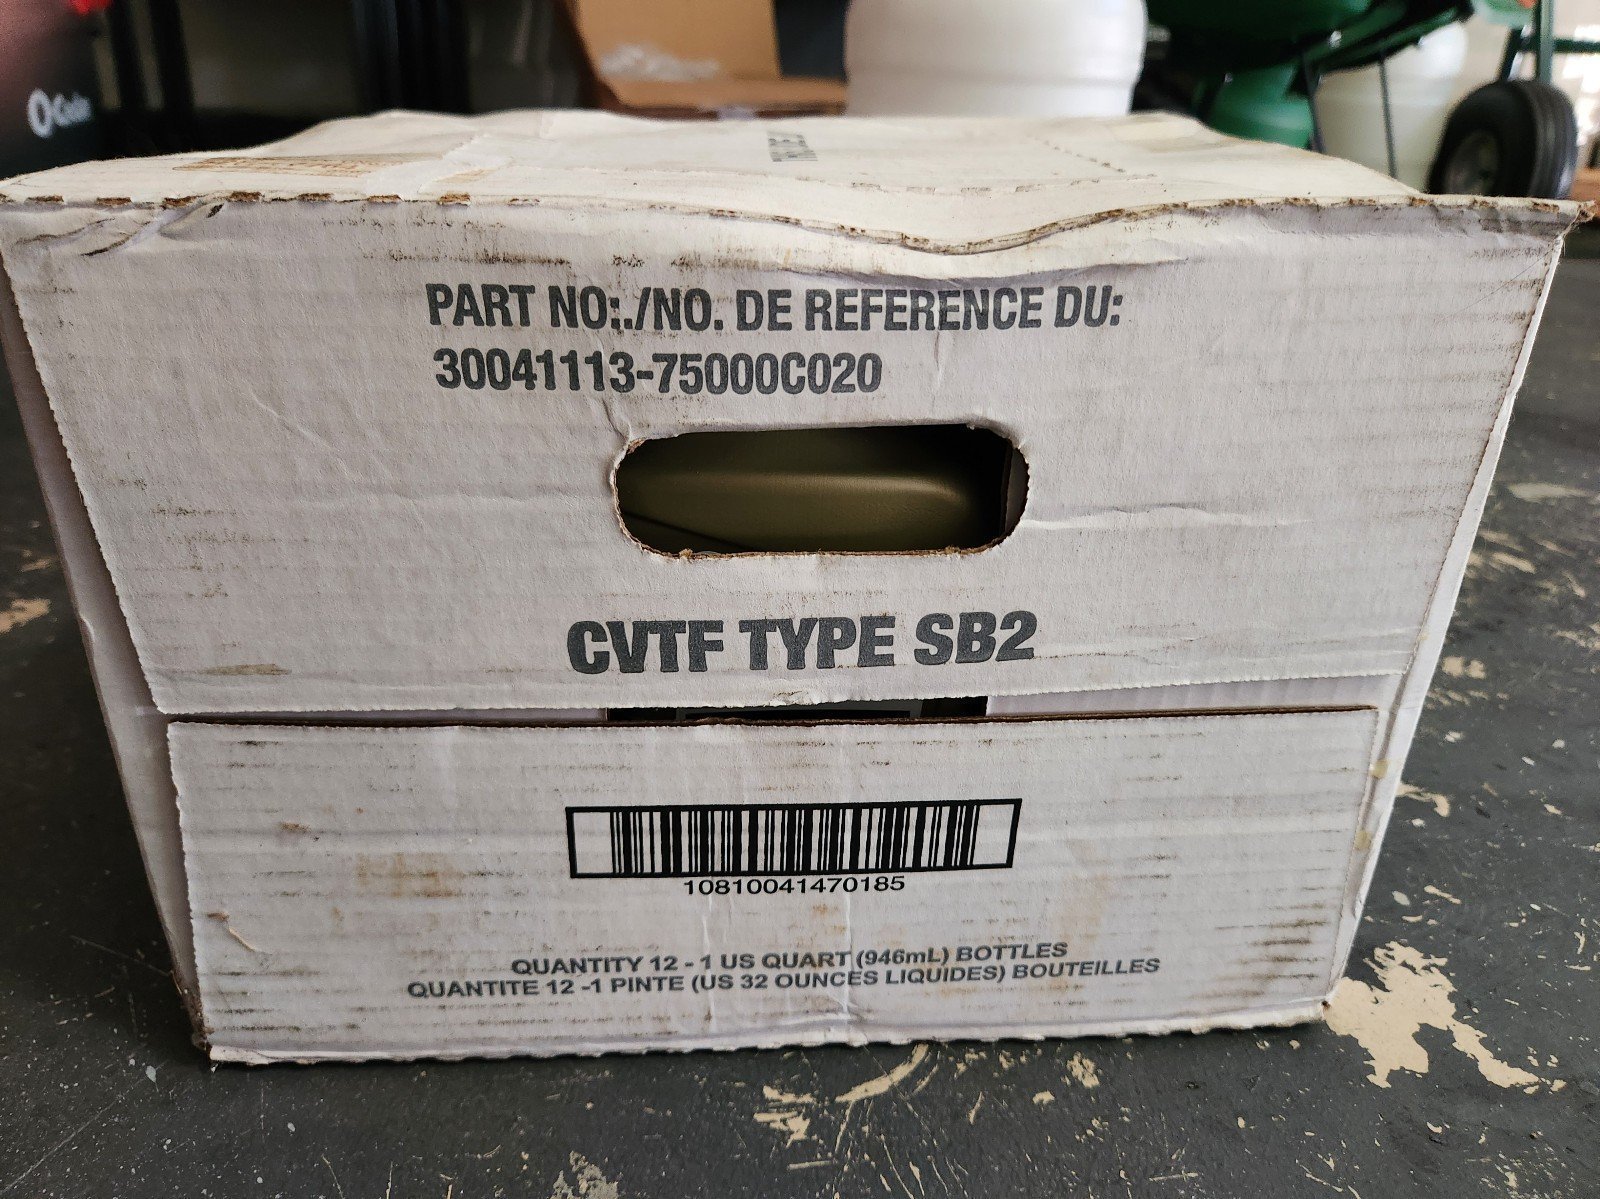 PART NO:./NO. DE REFERENCE DU:
30041113-75000C020
CVTF TYPE SB2
10810041470185
QUANTITY 12 - 1 US QUART (946mL) BOTTLES
QUANTITE 12 -1 PINTE (US 32 OUNCES LIQUIDES) BOUTEILLES